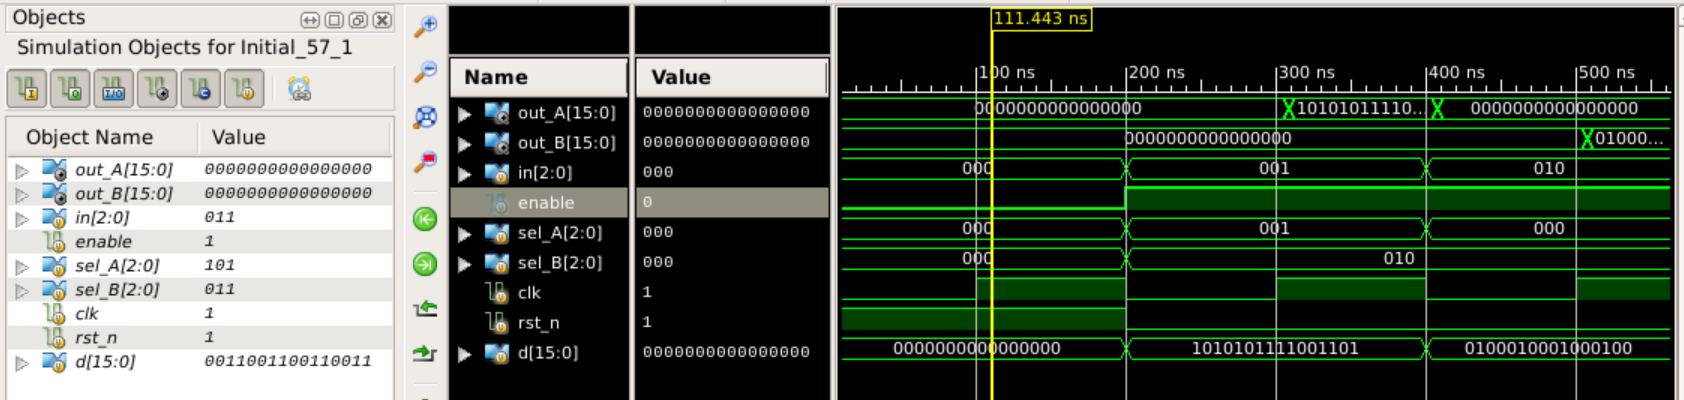 Objects
Simulation Objects for Initial_57_1
Object Name Value
out_A[15:0] 0000000000000000
out_B[15:0] 0000000000000000
in[2:0] 011
enable 1
sel_A[2:0] 101
sel_B[2:0] 011
clk 1
rst_n 1
d[15:0] 0011001100110011
111.443 ns
Name Value
100 ns 200 ns 300 ns 400 ns 500 ns
out_A[15:0] 0000000000000000 0000000000000000 10101011110... 0000000000000000
out_B[15:0] 0000000000000000 0000000000000000 01000...
in[2:0] 000 000 001 010
enable 0
sel_A[2:0] 000 000 001 000
sel_B[2:0] 000 000 010
clk 1
rst_n 1
d[15:0] 0000000000000000 0000000000000000 1010101111001101 0100010001000100